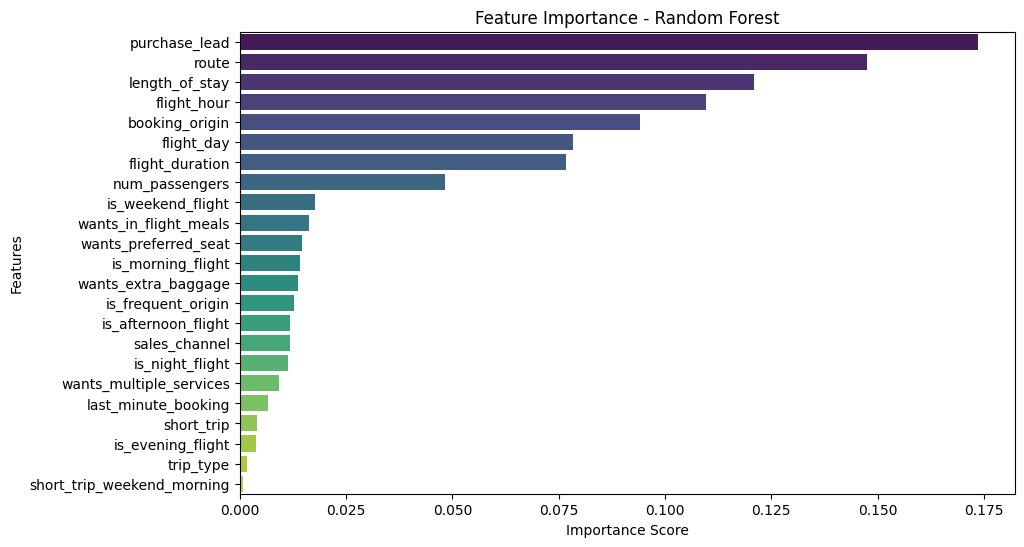 Feature Importance - Random Forest
Features
purchase_lead
route
length_of_stay
flight_hour
booking_origin
flight_day
flight_duration
num_passengers
is_weekend_flight
wants_in_flight_meals
wants_preferred_seat
is_morning_flight
wants_extra_baggage
is_frequent_origin
is_afternoon_flight
sales_channel
is_night_flight
wants_multiple_services
last_minute_booking
short_trip
is_evening_flight
trip_type
short_trip_weekend_morning
0.000 0.025 0.050 0.075 0.100 0.125 0.150 0.175
Importance Score